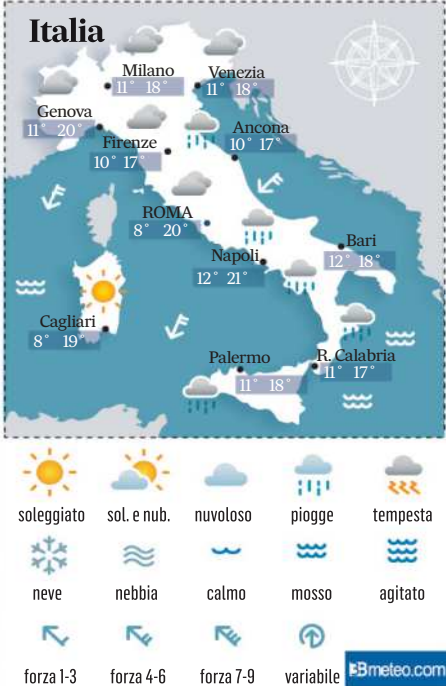 Italia
Milano
11° 18°
Venezia
11° 18°
Genova
11° 20°
Firenze
10° 17°
Ancona
10° 17°
ROMA
8° 20°
Napoli
12° 21°
Bari
12° 18°
Cagliari
8° 19°
Palermo
11° 18°
R. Calabria
11° 17°
soleggiato sol. e nub. nuvoloso piogge tempesta
neve nebbia calmo mosso agitato
forza 1-3 forza 4-6 forza 7-9 variabile
3Bmeteo.com